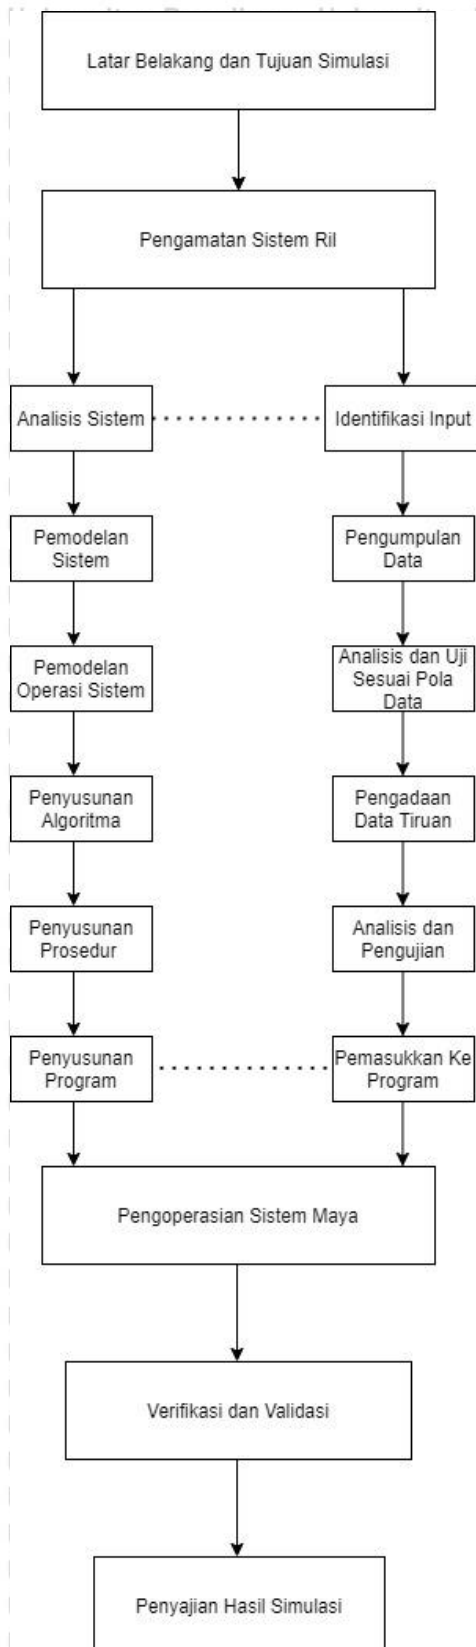 Latar Belakang dan Tujuan Simulasi
Pengamatan Sistem Ril
Analisis Sistem
Identifikasi Input
Pemodelan
Sistem
Pengumpulan
Data
Pemodelan
Operasi Sistem
Analisis dan Uji
Sesuai Pola
Data
Penyusunan
Algoritma
Pengadaan
Data Tiruan
Penyusunan
Prosedur
Analisis dan
Pengujian
Penyusunan
Program
Pemasukkan Ke
Program
Pengoperasian Sistem Maya
Verifikasi dan Validasi
Penyajian Hasil Simulasi